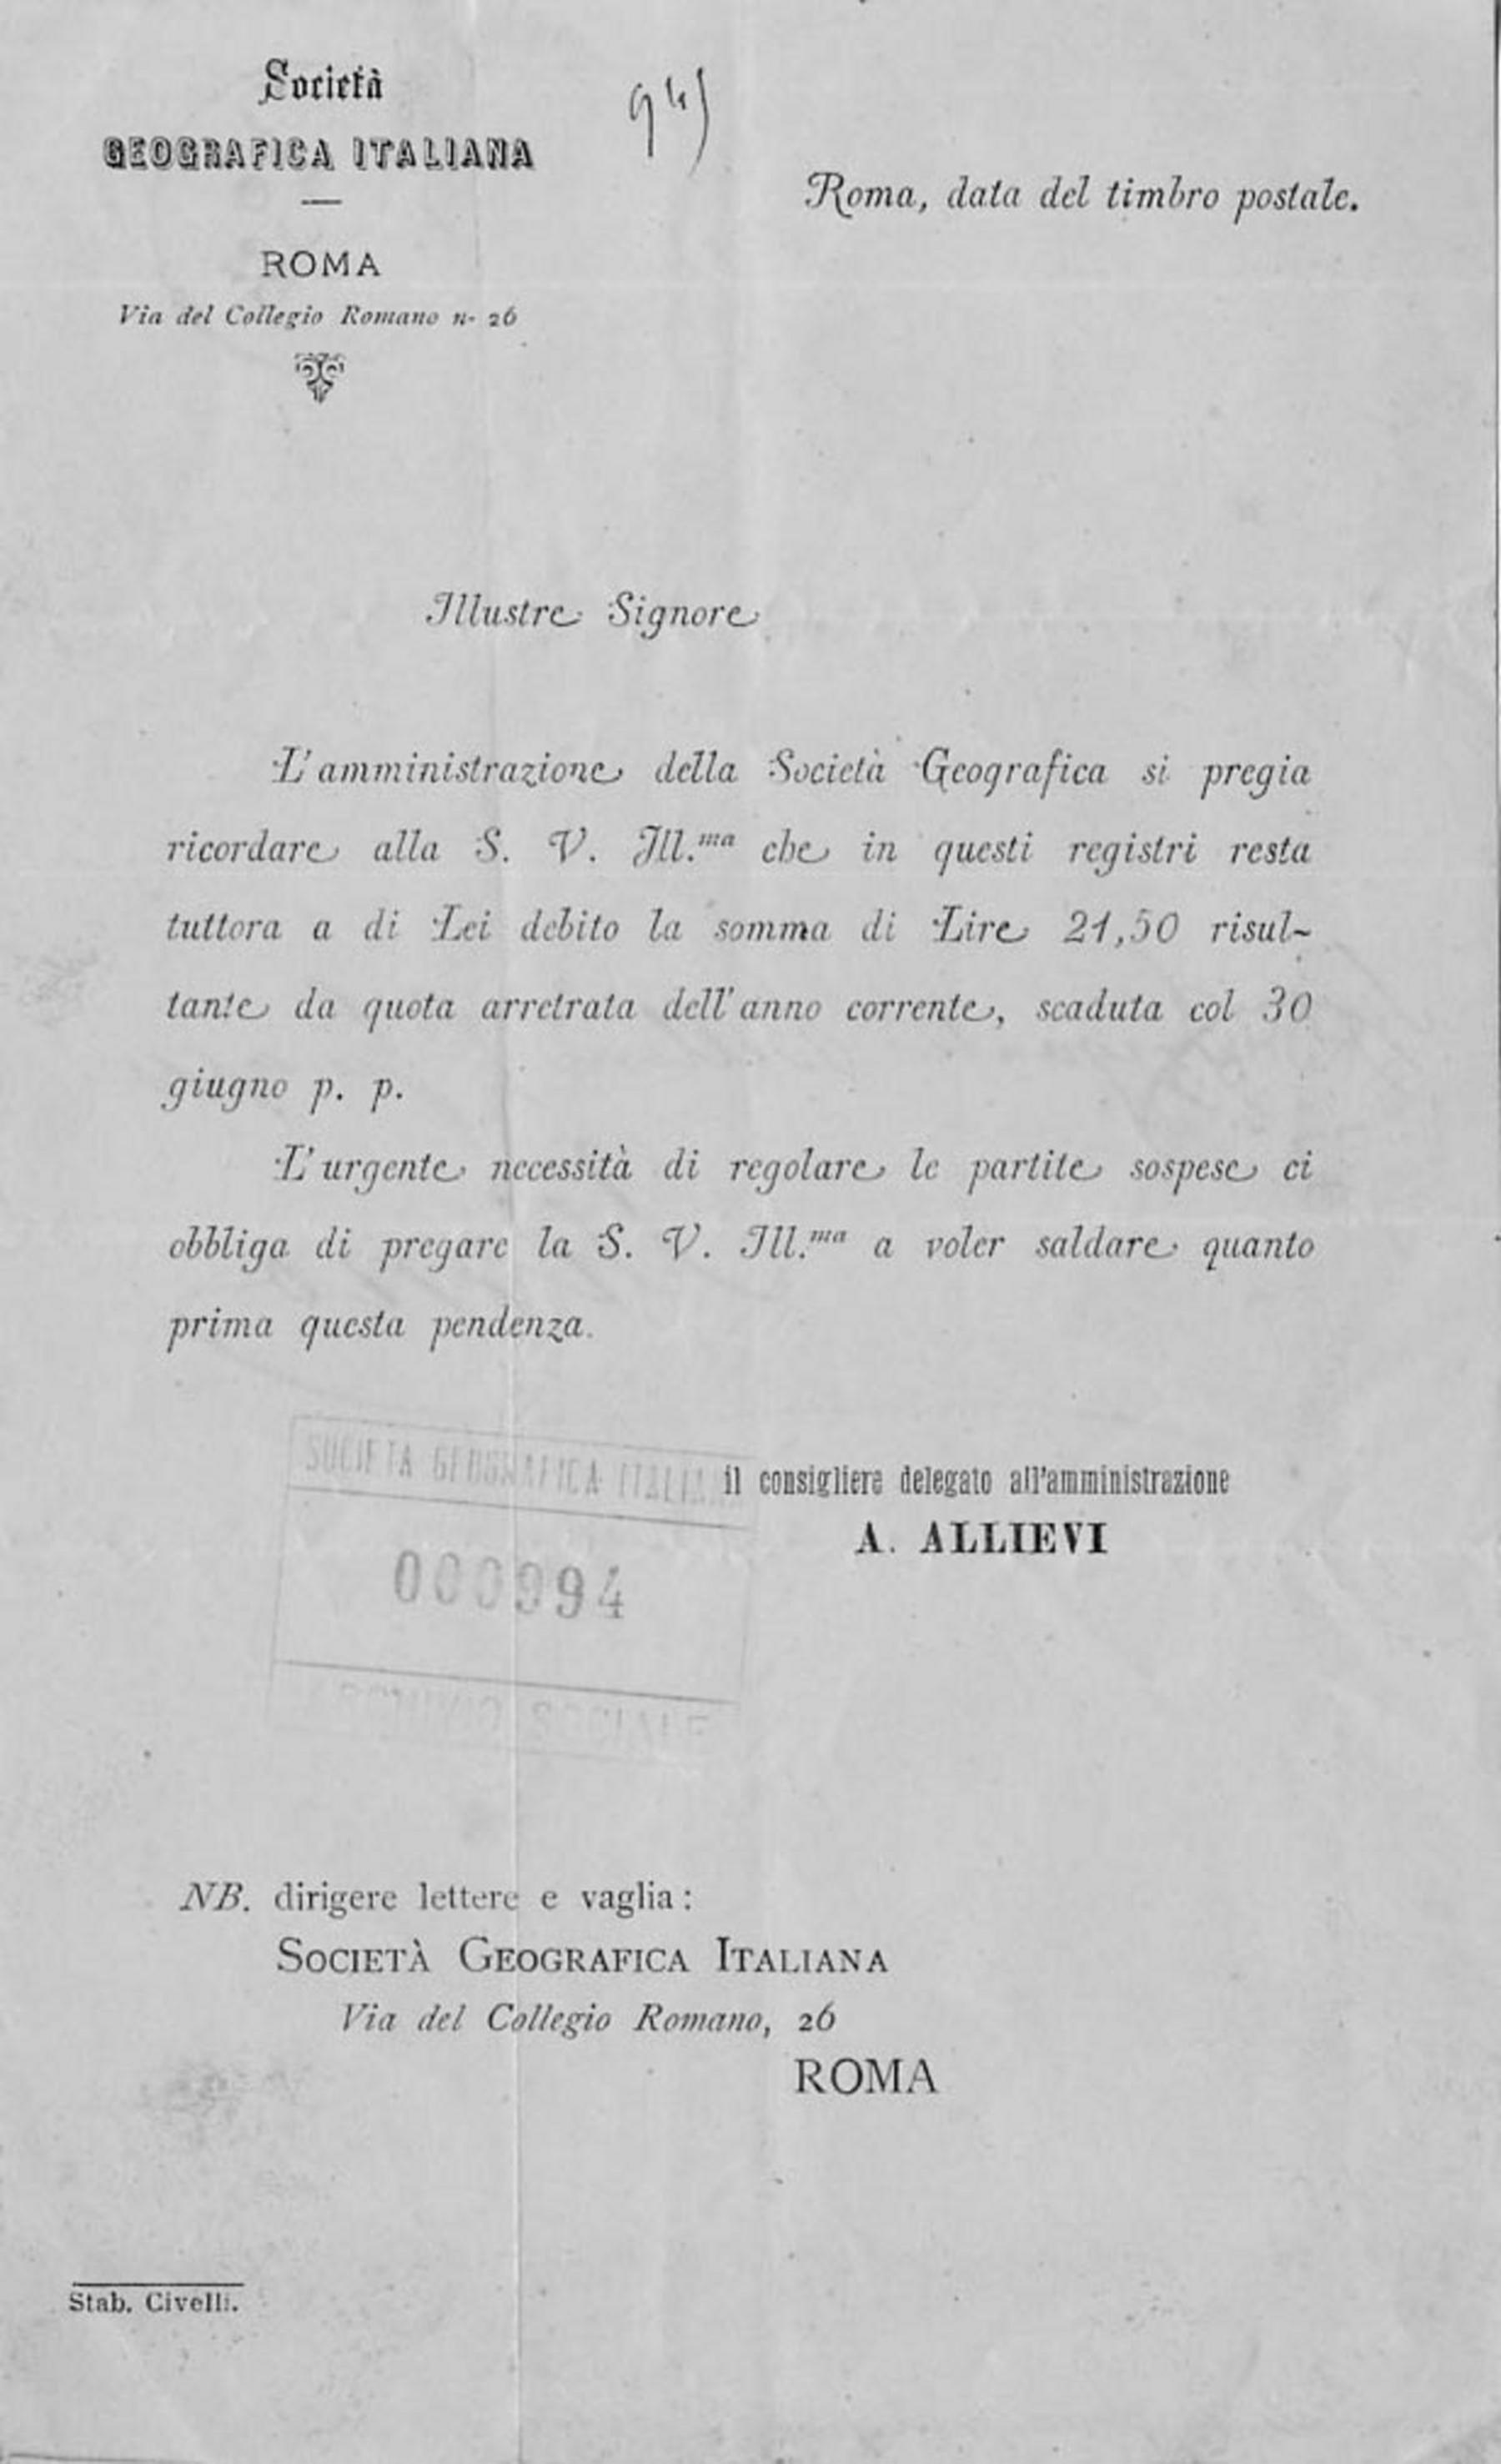 Società
GEOGRAFICA ITALIANA
ROMA
Via del Collegio Romano n. 26
94)
Roma, data del timbro postale.
Illustre Signore
L'amministrazione della Società Geografica si pregia
ricordare alla S. V. Ill.ma che in questi registri resta
tuttora a di Lei debito la somma di Lire 21,50 risul-
tante da quota arretrata dell'anno corrente, scaduta col 30
giugno p. p.
L'urgente necessità di regolare le partite sospese ci
obbliga di pregare la S. V. Ill.ma a voler saldare quanto
prima questa pendenza.
SOCIETA GEOGRAFICA ITALIANA
000994
ARCHIVIO SOCIALE
il consigliere delegato all'amministrazione
A. ALLIEVI
NB. dirigere lettere e vaglia:
SOCIETÀ GEOGRAFICA ITALIANA
Via del Collegio Romano, 26
ROMA
Stab. Civelli.